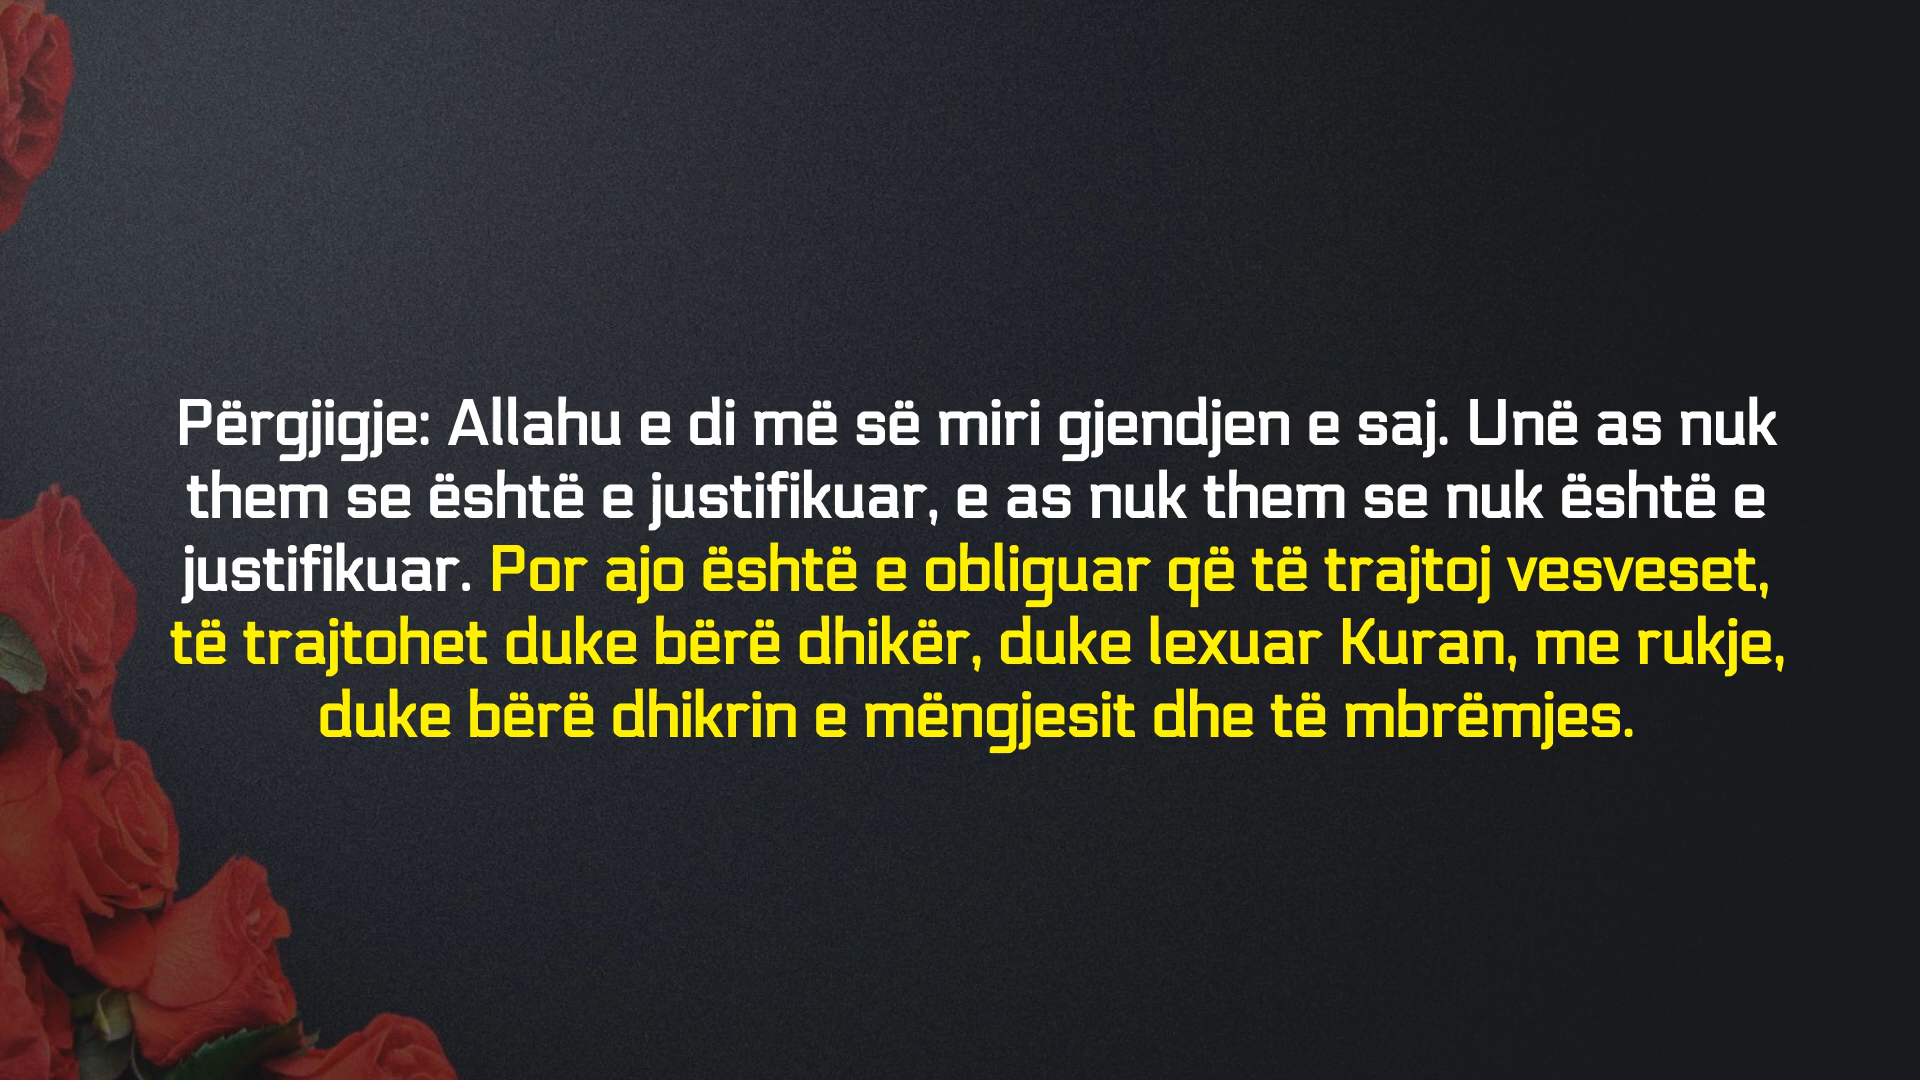 Përgjigje: Allahu e di më së miri gjendjen e saj. Unë as nuk
them se është e justifikuar, e as nuk them se nuk është e
justifikuar. Por ajo është e obliguar që të trajtoj vesveset,
të trajtohet duke bërë dhikër, duke lexuar Kuran, me rukje,
duke bërë dhikrin e mëngjesit dhe të mbrëmjes.